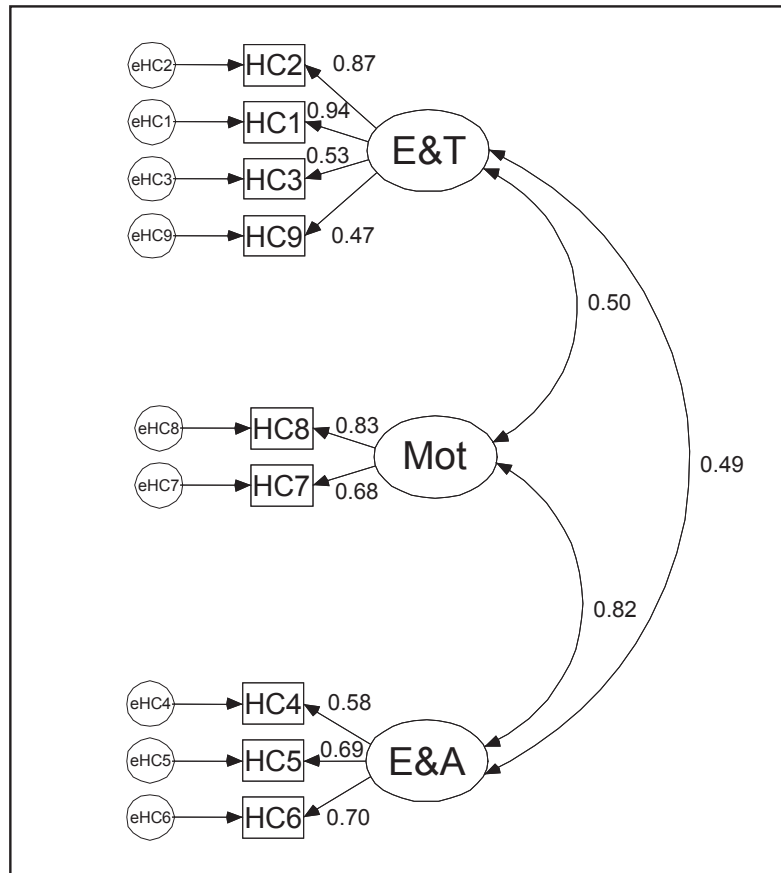 eHC2 HC2 0.87
eHC1 HC1 0.94
E&T
eHC3 HC3 0.53
eHC9 HC9 0.47
0.50
eHC8 HC8 0.83
Mot
0.49
eHC7 HC7 0.68
0.82
eHC4 HC4 0.58
eHC5 HC5 0.69 E&A
eHC6 HC6 0.70